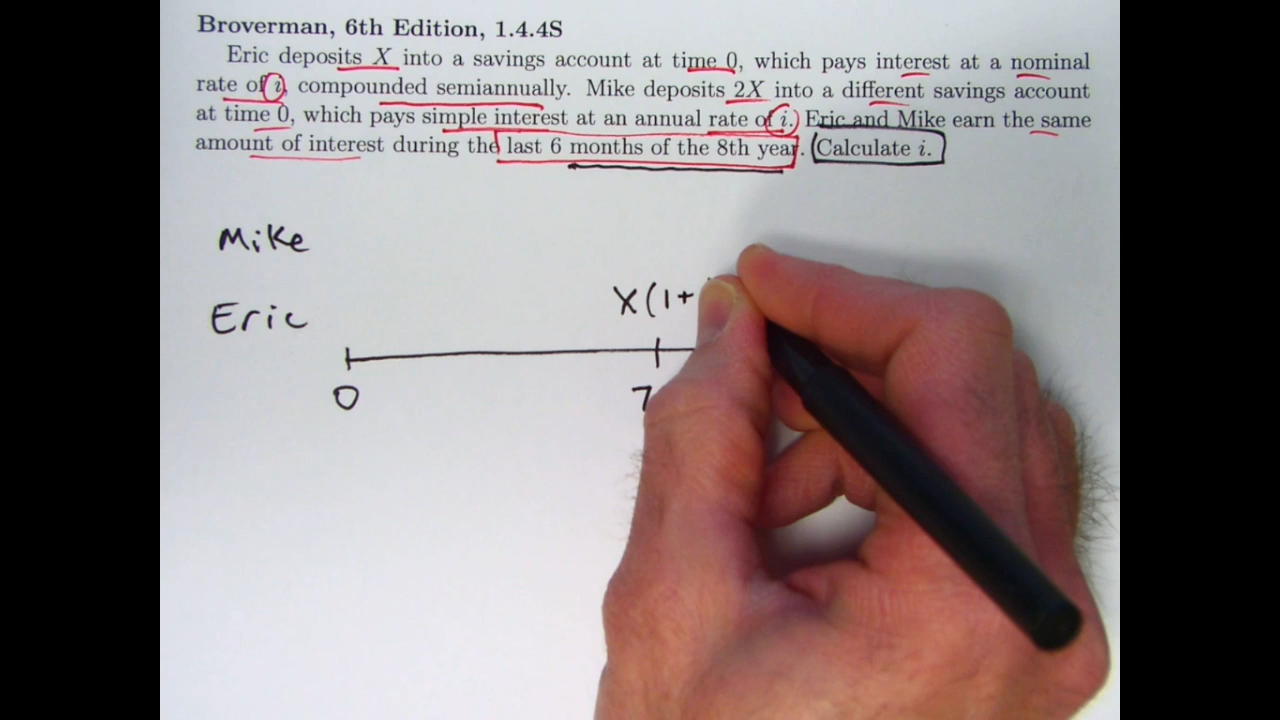 Broverman, 6th Edition, 1.4.4S
Eric deposits X into a savings account at time 0, which pays interest at a nominal
rate of i, compounded semiannually. Mike deposits 2X into a different savings account
at time 0, which pays simple interest at an annual rate of i. Eric and Mike earn the same
amount of interest during the last 6 months of the 8th year. Calculate i.
Mike
X(1+
Eric
0 7